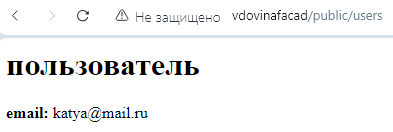 Не защищено vdovinafacad/public/users
пользователь
email: katya@mail.ru